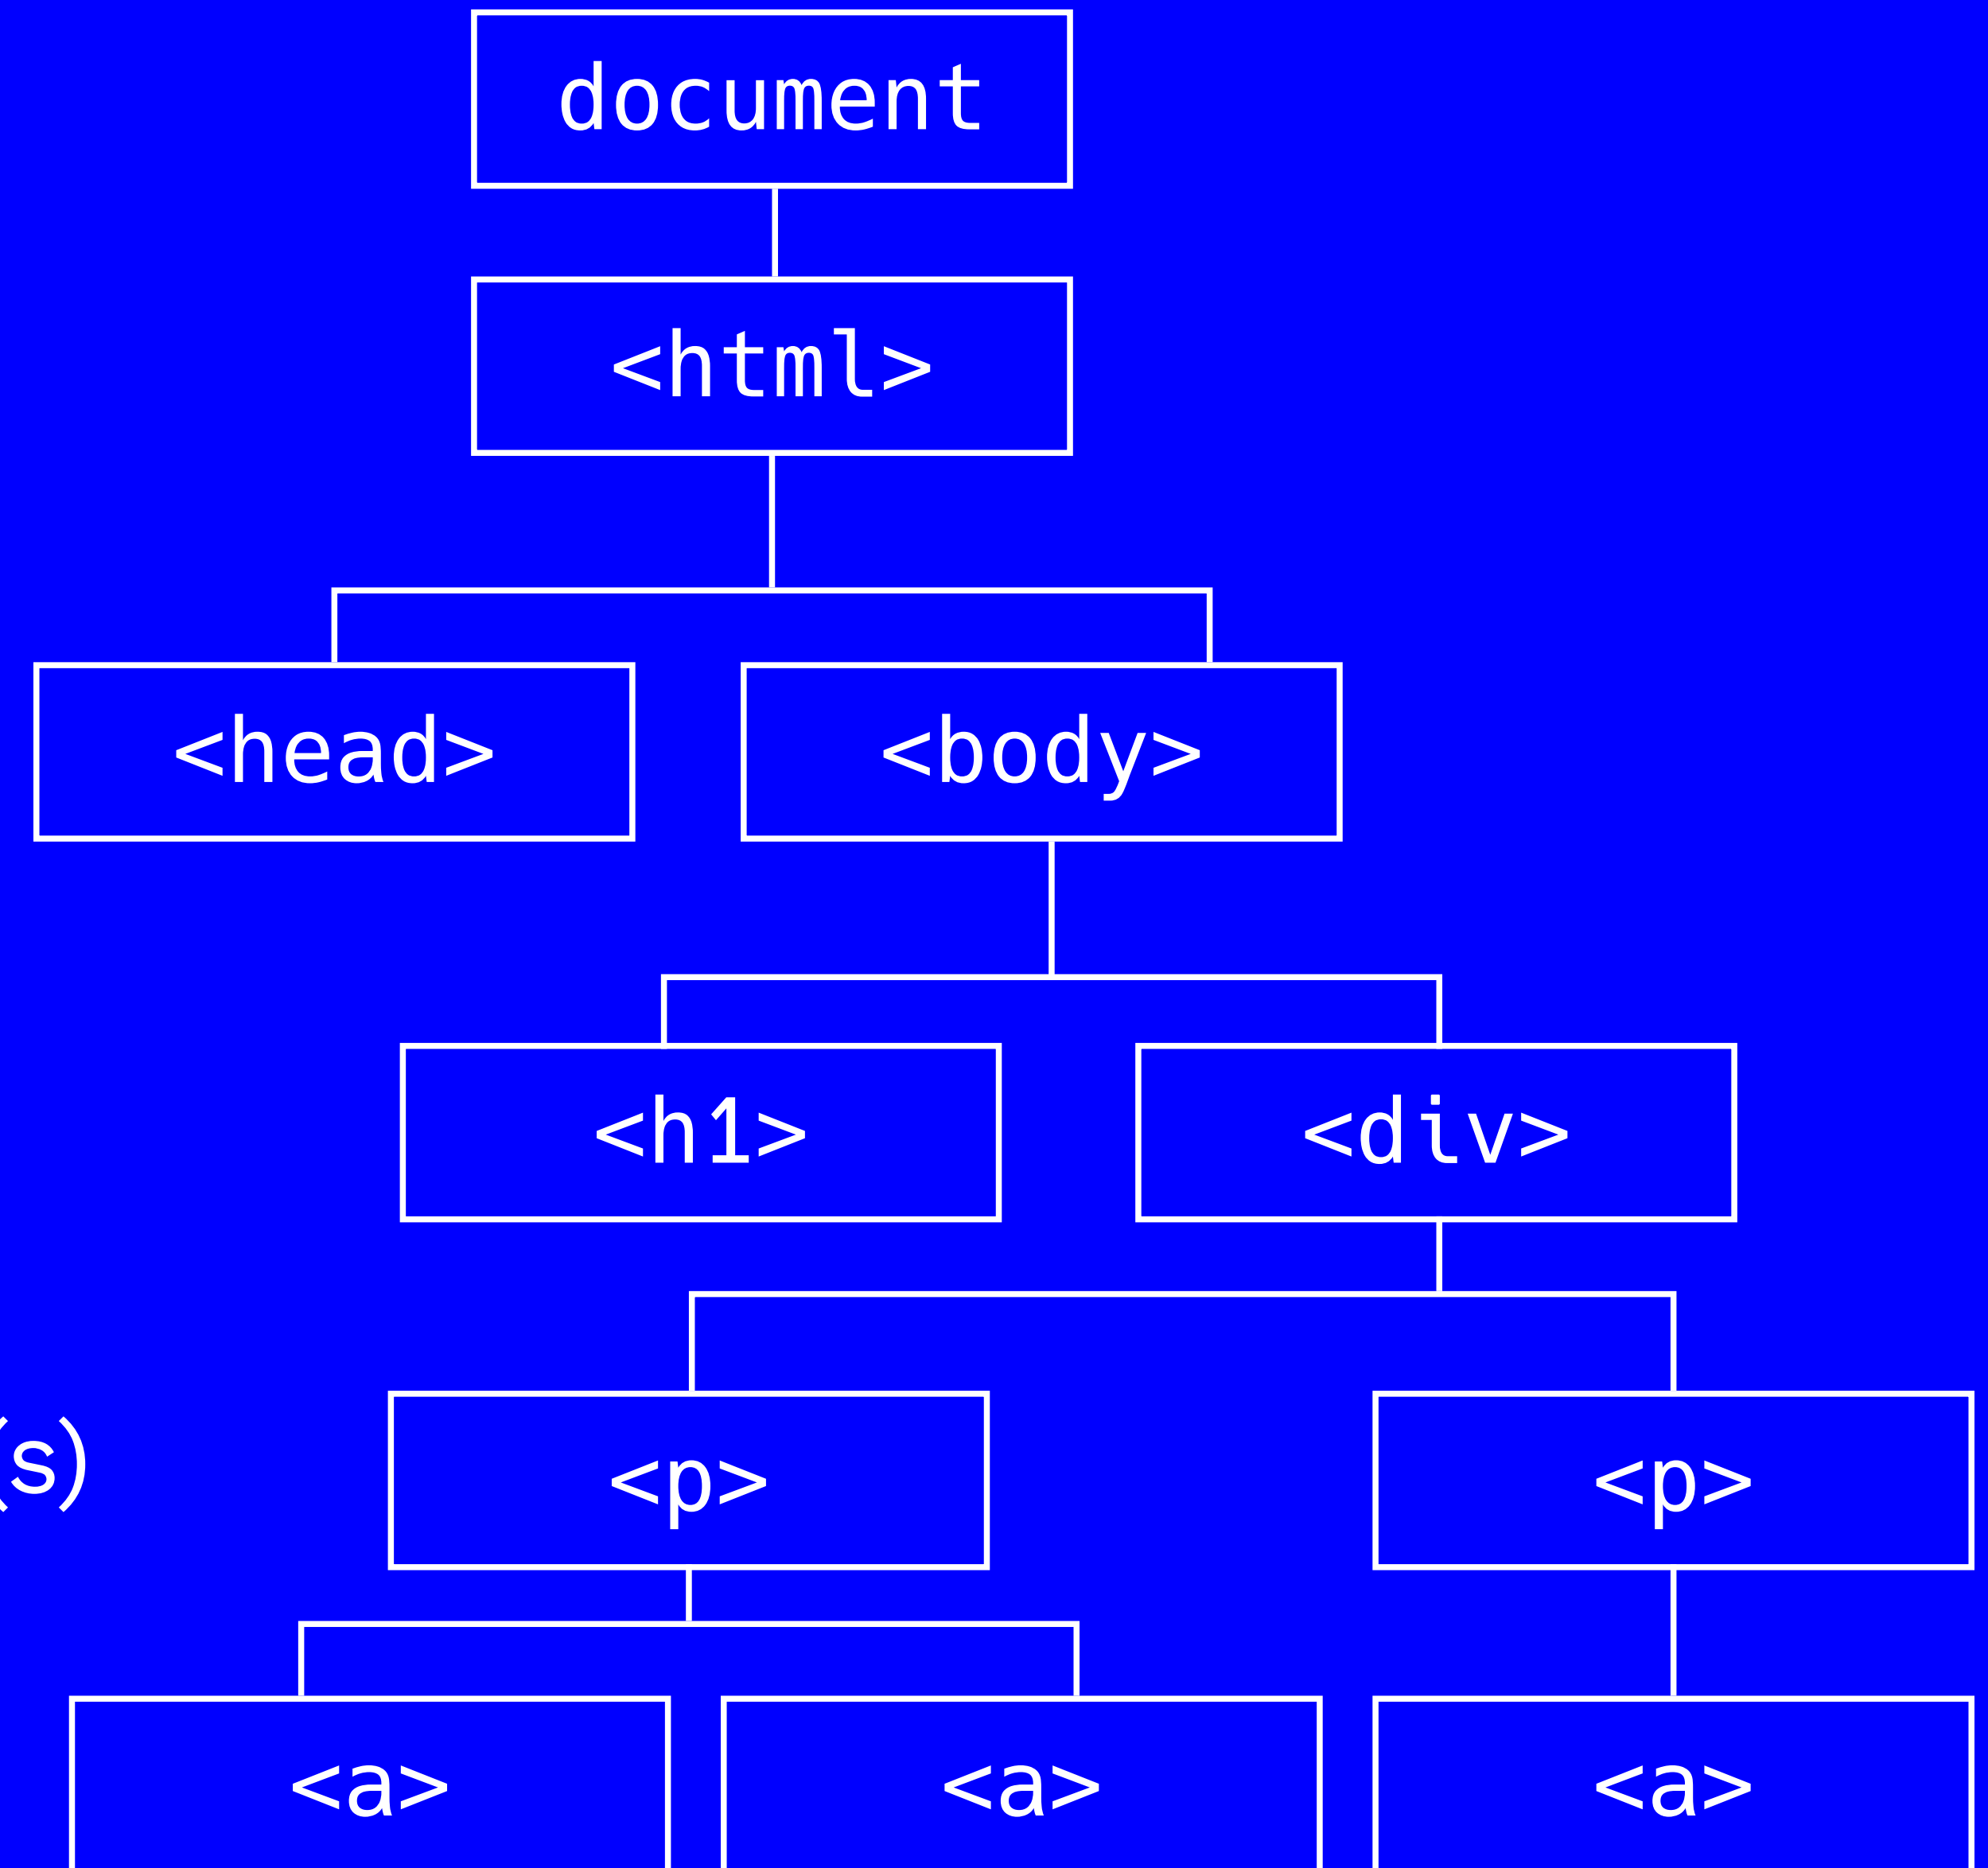 document
<html>
<head> <body>
<h1> <div>
(s) <p> <p>
<a> <a> <a>